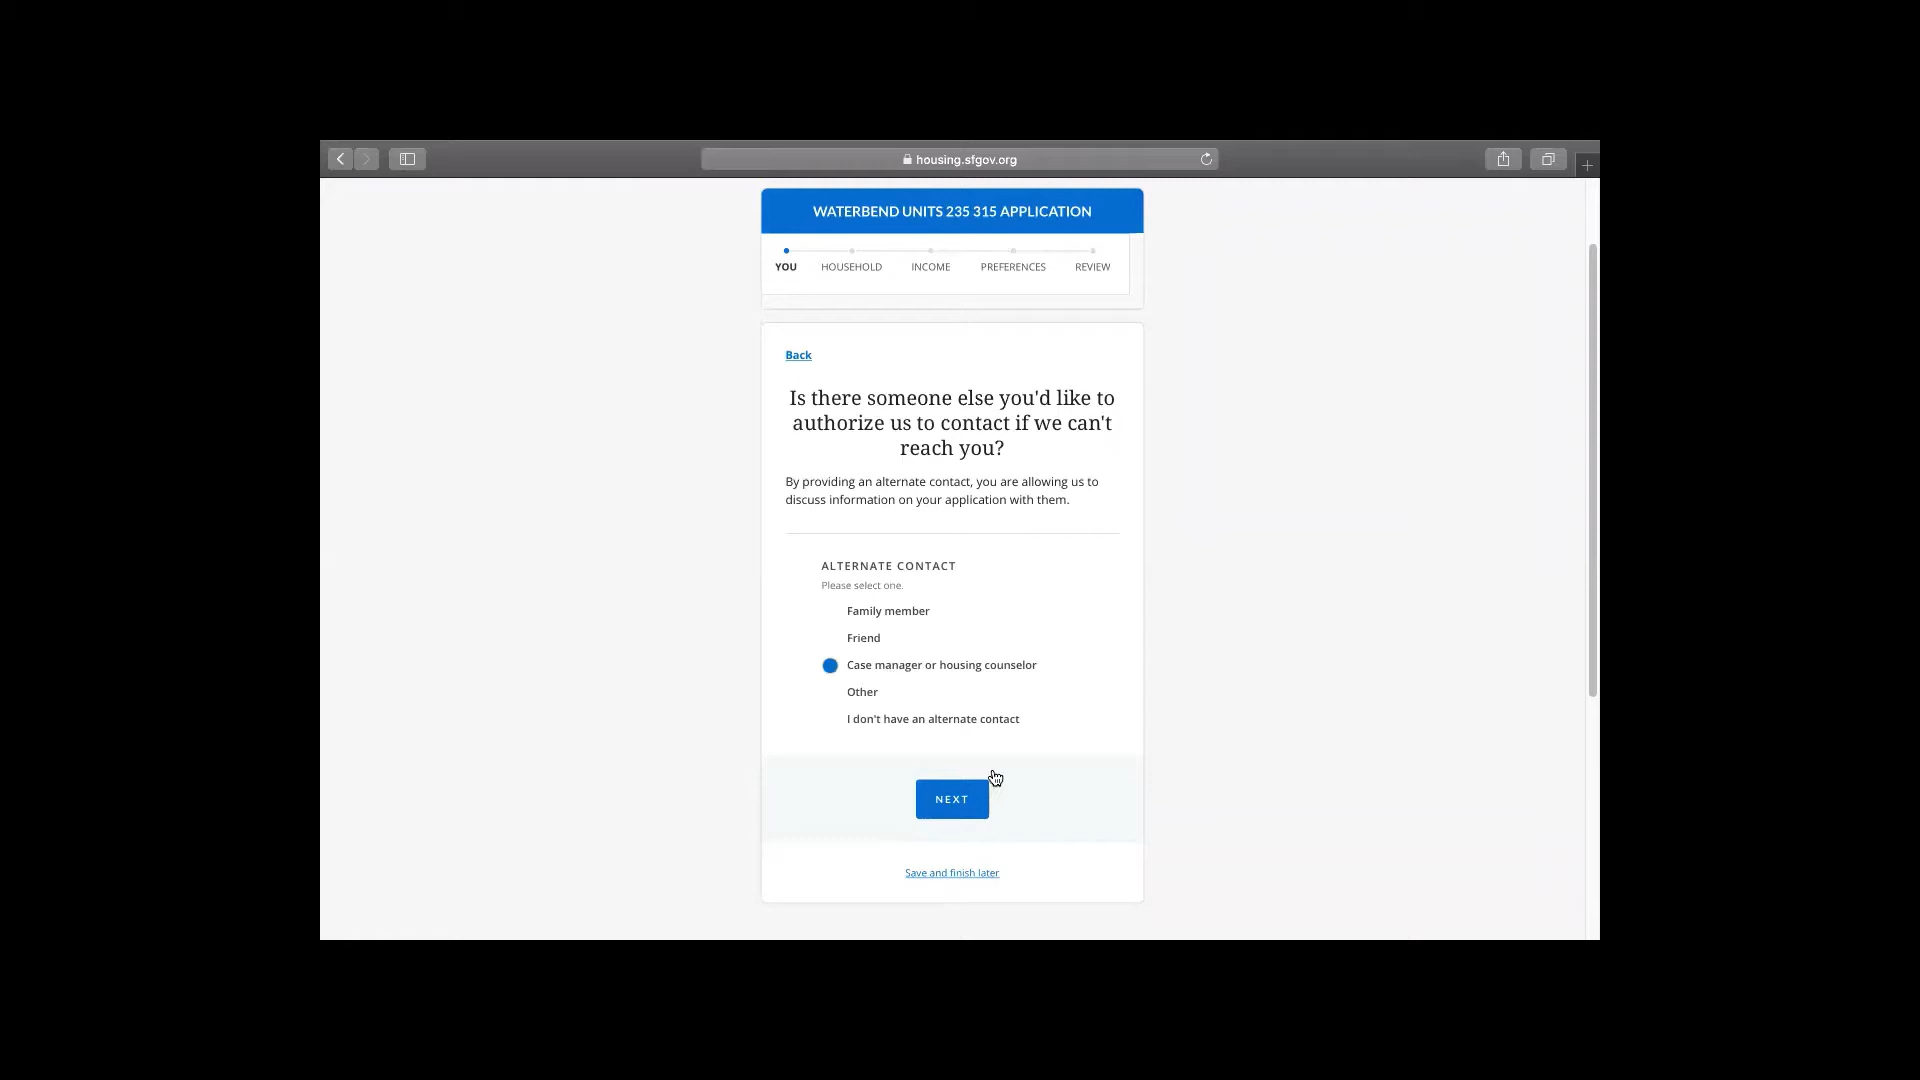 housing.sfgov.org
WATERBEND UNITS 235 315 APPLICATION
YOU HOUSEHOLD INCOME PREFERENCES REVIEW
Back
Is there someone else you'd like to
authorize us to contact if we can't
reach you?
By providing an alternate contact, you are allowing us to
discuss information on your application with them.
ALTERNATE CONTACT
Please select one.
Family member
Friend
Case manager or housing counselor
Other
I don't have an alternate contact
NEXT
Save and finish later